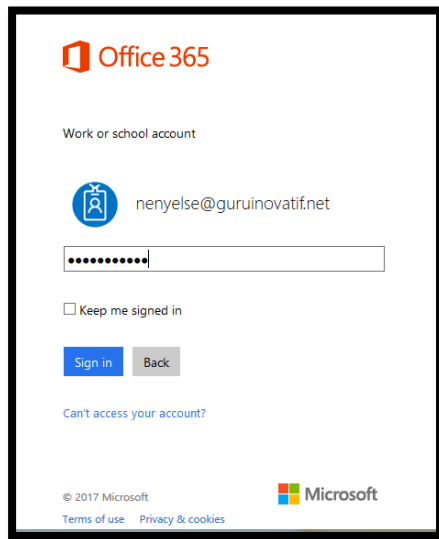 Office 365
Work or school account
nenyelse@guruinovatif.net
●●●●●●●●●●●
Keep me signed in
Sign in Back
Can't access your account?
© 2017 Microsoft Microsoft
Terms of use Privacy & cookies